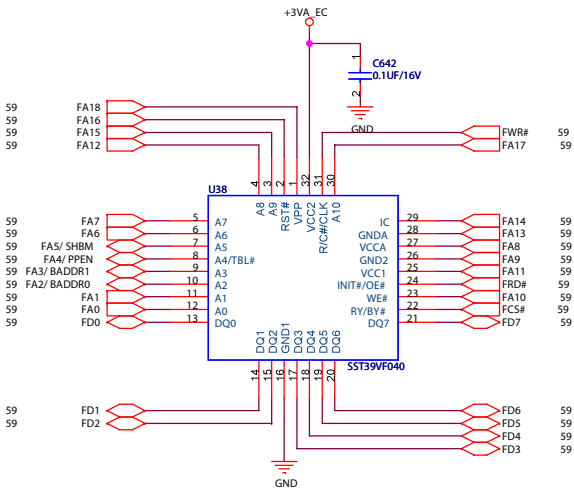 +3VA_EC
1
C642
0.1UF/16V
2
GND
59 FA18
59 FA16
59 FA15
59 FA12
FWR# 59
FA17 59
4 3 2 1 32 31 30
U38
A8 A9 RST# VPP VCC2 R/C#/CLK A10
59 FA7 5 A7 IC 29 FA14 59
59 FA6 6 A6 GNDA 28 FA13 59
59 FA5/ SHBM 7 A5 VCCA 27 FA8 59
59 FA4/ PPEN 8 A4/TBL# GND2 26 FA9 59
59 FA3/ BADDR1 9 A3 VCC1 25 FA11 59
59 FA2/ BADDR0 10 A2 INIT#/OE# 24 FRD# 59
59 FA1 11 A1 WE# 23 FA10 59
59 FA0 12 A0 RY/BY# 22 FCS# 59
59 FD0 13 DQ0 DQ7 21 FD7 59
DQ1 DQ2 GND1 DQ3 DQ4 DQ5 DQ6
SST39VF040
14 15 16 17 18 19 20
59 FD1 FD6 59
59 FD2 FD5 59
FD4 59
FD3 59
GND